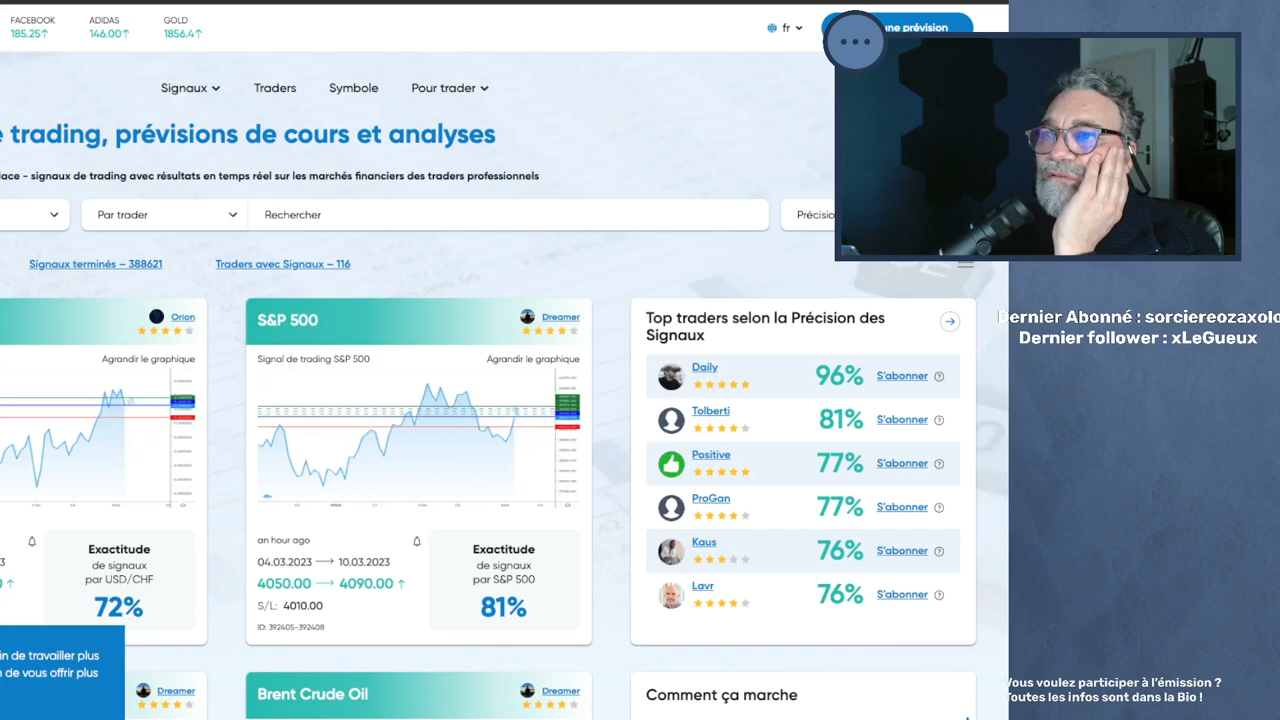 FACEBOOK
185.25↑
ADIDAS
146.00↑
GOLD
1856.4↑
fr
une prévision
Signaux
Traders
Symbole
Pour trader
trading, prévisions de cours et analyses
lace - signaux de trading avec résultats en temps réel sur les marchés financiers des traders professionnels
Par trader
Rechercher
Précisio
Signaux terminés – 388621
Traders avec Signaux – 116
Orion
Agrandir le graphique
Exactitude
de signaux
par USD/CHF
72%
S&P 500
Dreamer
Signal de trading S&P 500
Agrandir le graphique
an hour ago
04.03.2023 → 10.03.2023
4050.00 → 4090.00 ↑
S/L: 4010.00
ID: 392405-392408
Exactitude
de signaux
par S&P 500
81%
Top traders selon la Précision des
Signaux
Daily
96%
S'abonner
Tolberti
81%
S'abonner
Positive
77%
S'abonner
ProGan
77%
S'abonner
Kaus
76%
S'abonner
Lavr
76%
S'abonner
Dernier Abonné : sorciereozaxolo
Dernier follower : xLeGueux
in de travailler plus
n de vous offrir plus
Dreamer
Brent Crude Oil
Dreamer
Comment ça marche
Vous voulez participer à l'émission ?
Toutes les infos sont dans la Bio !